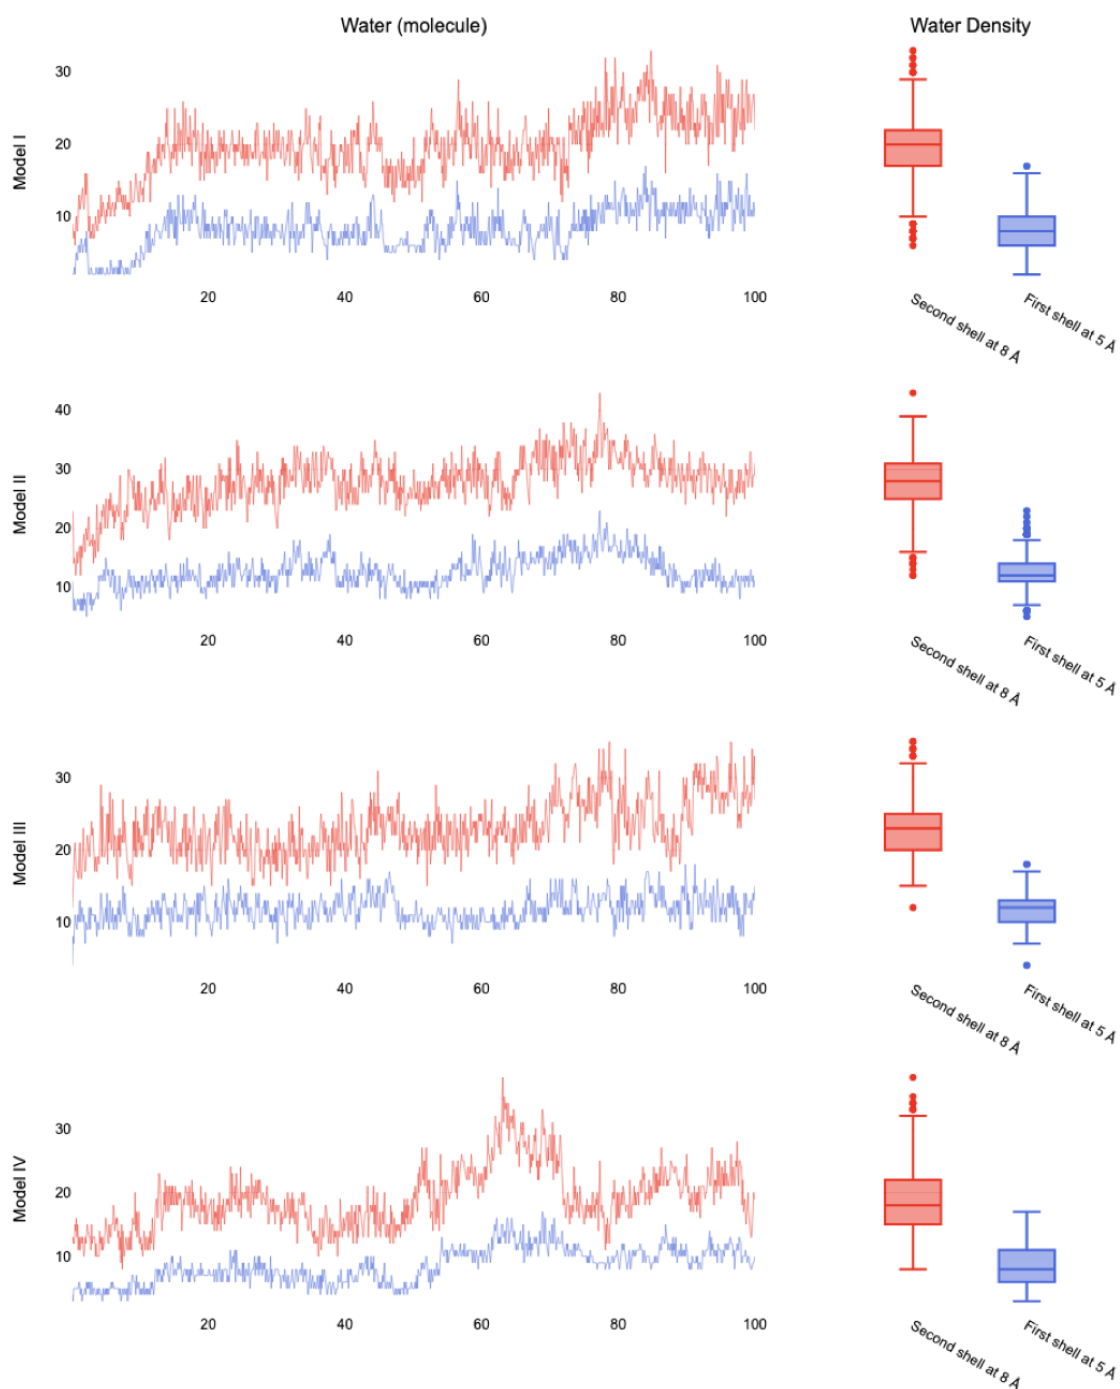 Water (molecule)
Water Density
Model I
30
20
10
20 40 60 80 100
Second shell at 8 Å
First shell at 5 Å
Model II
40
30
20
10
20 40 60 80 100
Second shell at 8 Å
First shell at 5 Å
Model III
30
20
10
20 40 60 80 100
Second shell at 8 Å
First shell at 5 Å
Model IV
30
20
10
20 40 60 80 100
Second shell at 8 Å
First shell at 5 Å